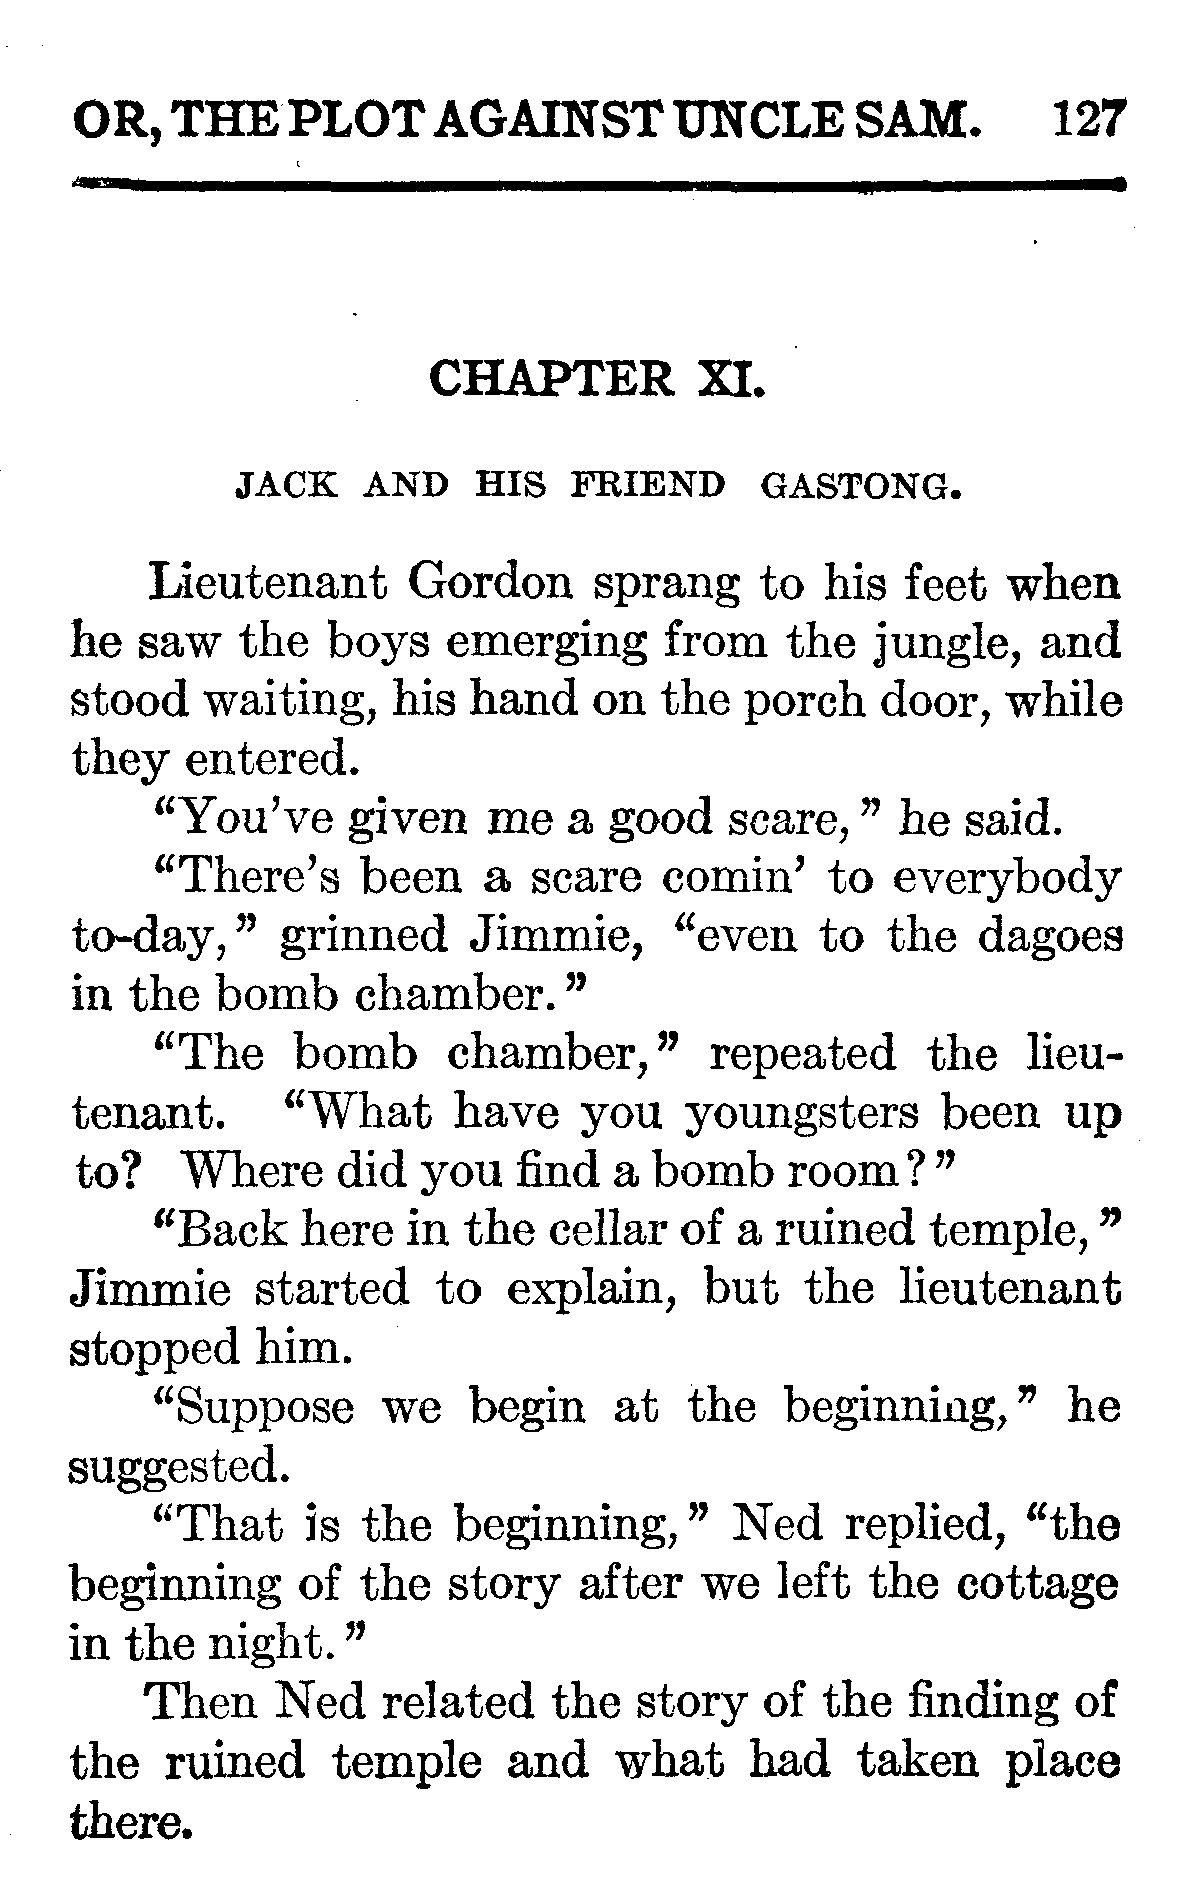 OR, THE PLOT AGAINST UNCLE SAM. 127
CHAPTER XI.
JACK AND HIS FRIEND GASTONG.
Lieutenant Gordon sprang to his feet when
he saw the boys emerging from the jungle, and
stood waiting, his hand on the porch door, while
they entered.
“You’ve given me a good scare,” he said.
“There’s been a scare comin’ to everybody
to-day,” grinned Jimmie, “even to the dagoes
in the bomb chamber.”
“The bomb chamber,” repeated the lieu-
tenant. “What have you youngsters been up
to? Where did you find a bomb room?”
“Back here in the cellar of a ruined temple,”
Jimmie started to explain, but the lieutenant
stopped him.
“Suppose we begin at the beginning,” he
suggested.
“That is the beginning,” Ned replied, “the
beginning of the story after we left the cottage
in the night.”
Then Ned related the story of the finding of
the ruined temple and what had taken place
there.